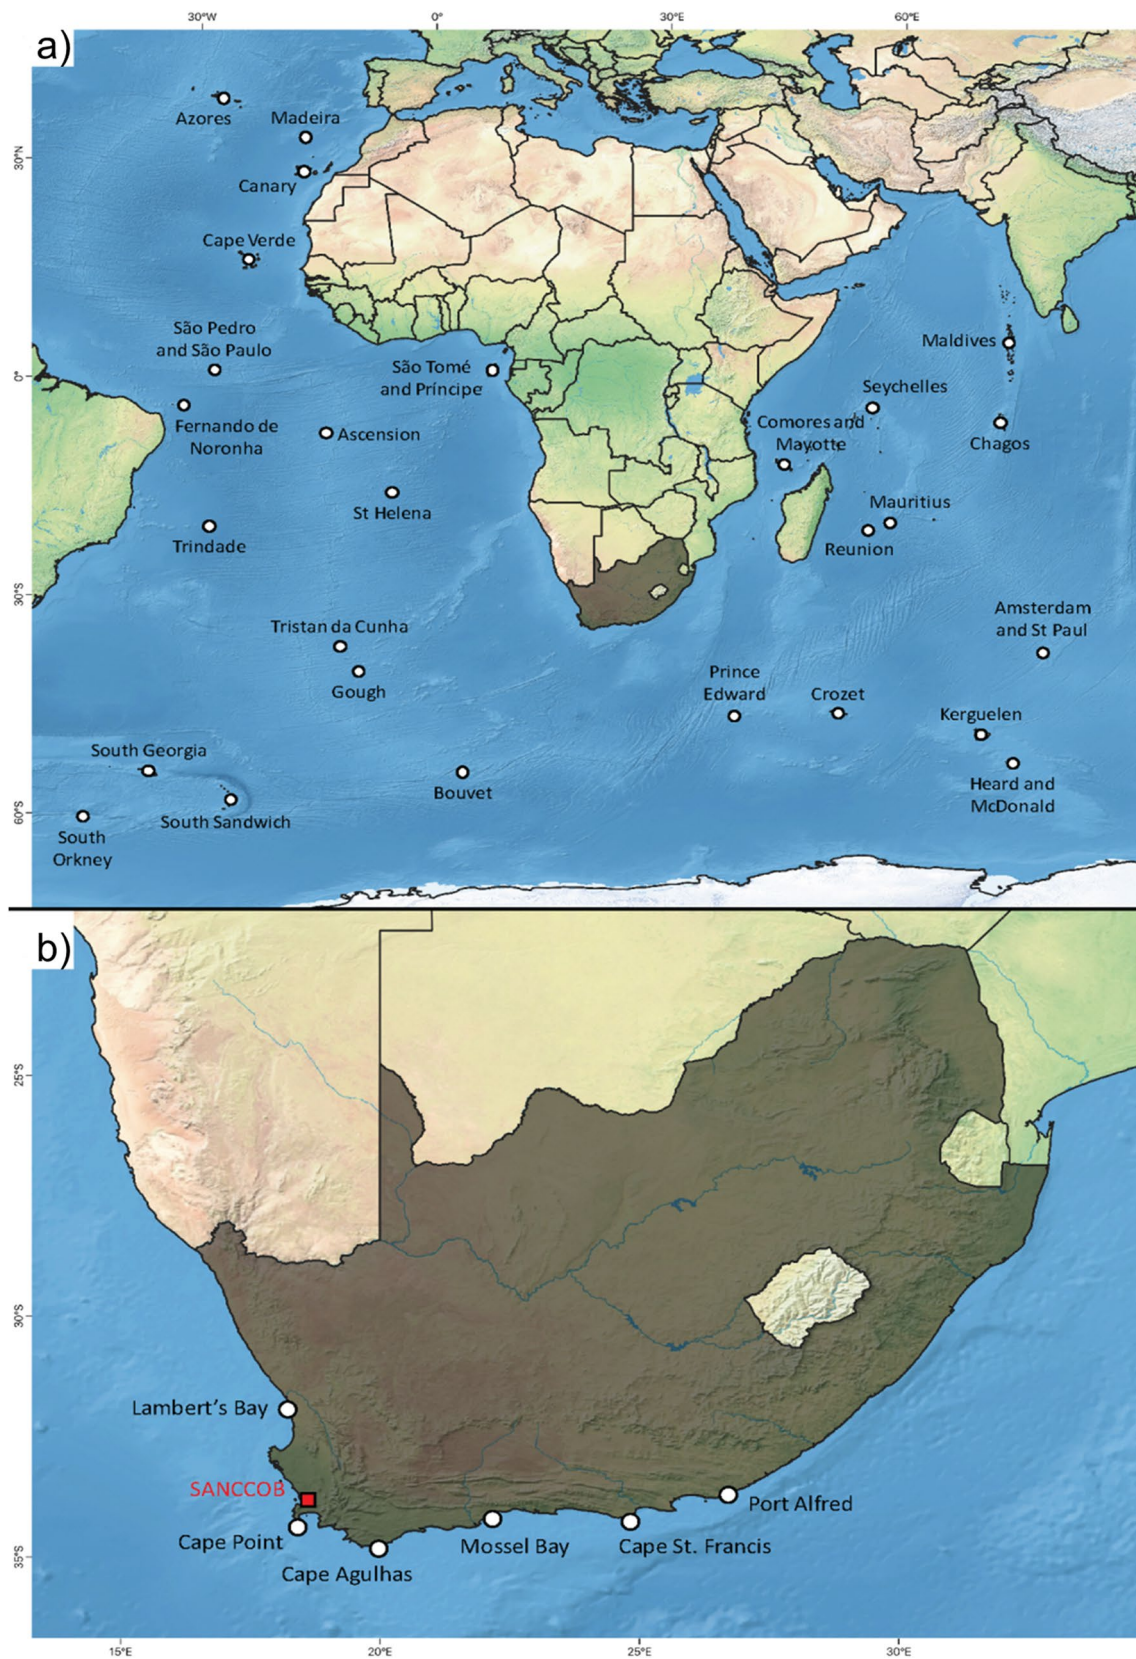 30°W 0° 30°E 60°E
a)
Azores
Madeira
30°N
Canary
Cape Verde
São Pedro
and São Paulo
São Tomé
and Príncipe
Maldives
0°
Seychelles
Fernando de
Noronha
Ascension
Comores and
Mayotte
Chagos
St Helena
Mauritius
Trindade
Reunion
30°S
Amsterdam
and St Paul
Tristan da Cunha
Gough
Prince
Edward
Crozet
Kerguelen
South Georgia
Bouvet
Heard and
McDonald
60°S
South Sandwich
South
Orkney
b)
25°S
30°S
Lambert’s Bay
SANCCOB
Port Alfred
Cape Point
Mossel Bay
Cape St. Francis
35°S
Cape Agulhas
15°E 20°E 25°E 30°E